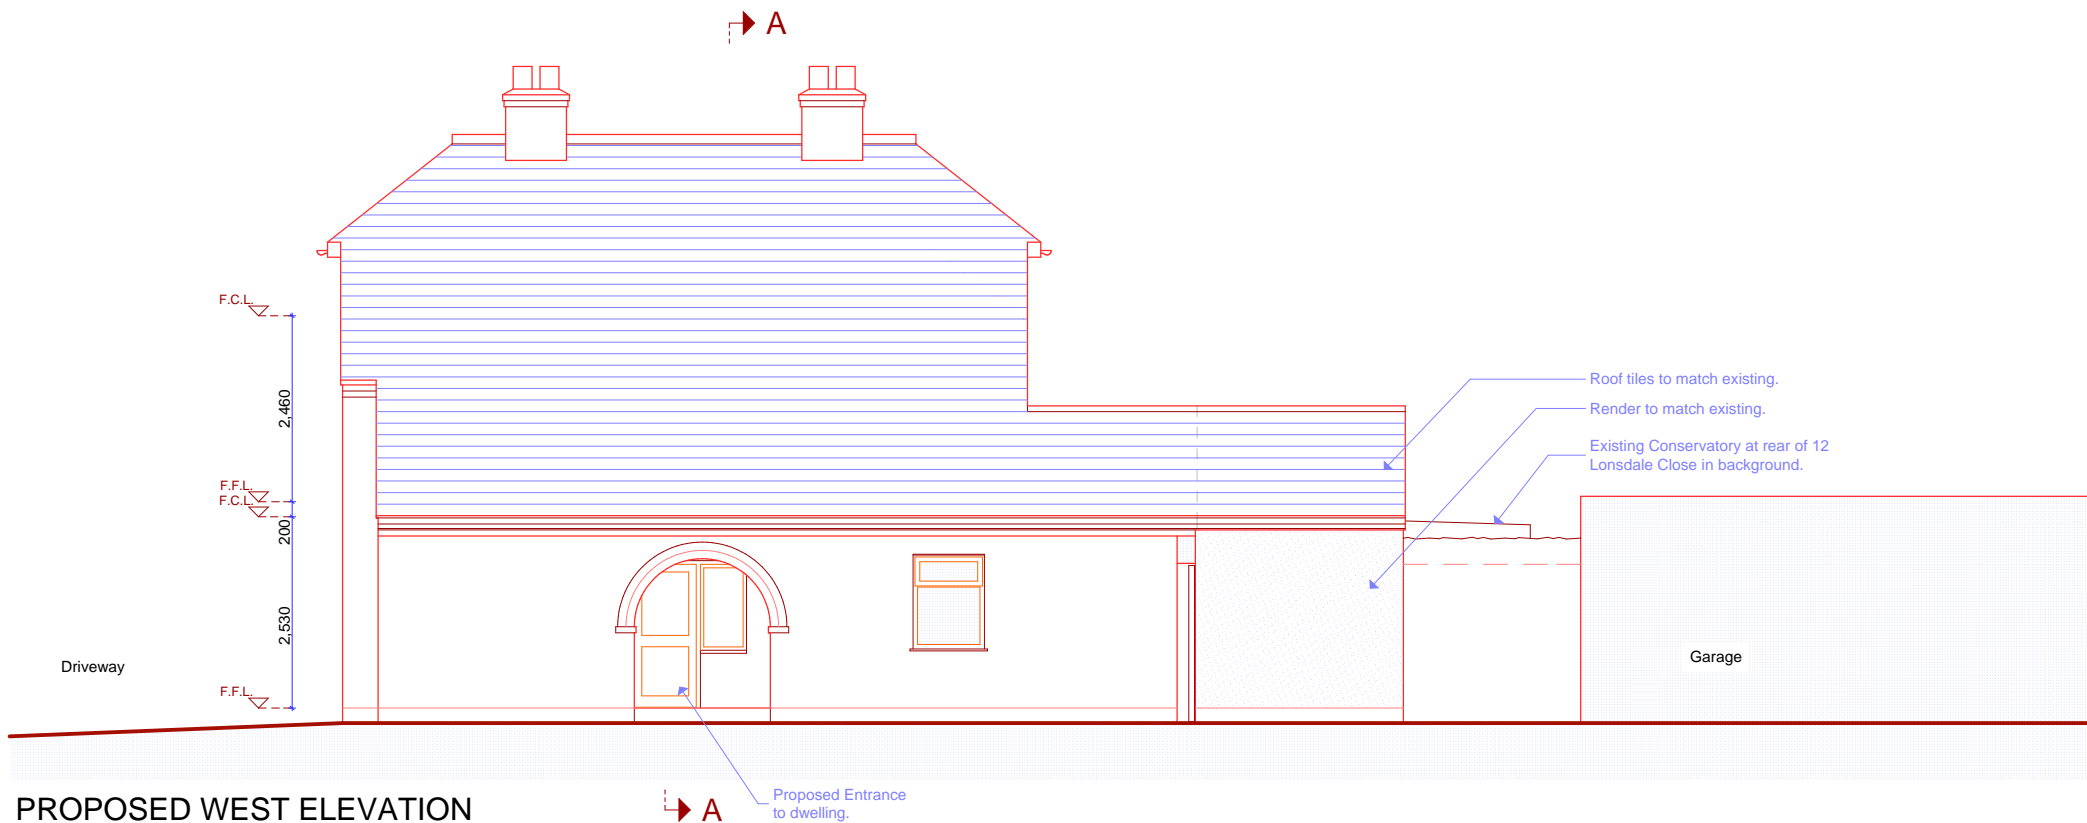 A
F.C.L.
2,460
Roof tiles to match existing.
Render to match existing.
Existing Conservatory at rear of 12
Lonsdale Close in background.
F.F.L.
F.C.L.
200
2,530
Driveway
Garage
F.F.L.
Proposed Entrance
to dwelling.
A
PROPOSED WEST ELEVATION